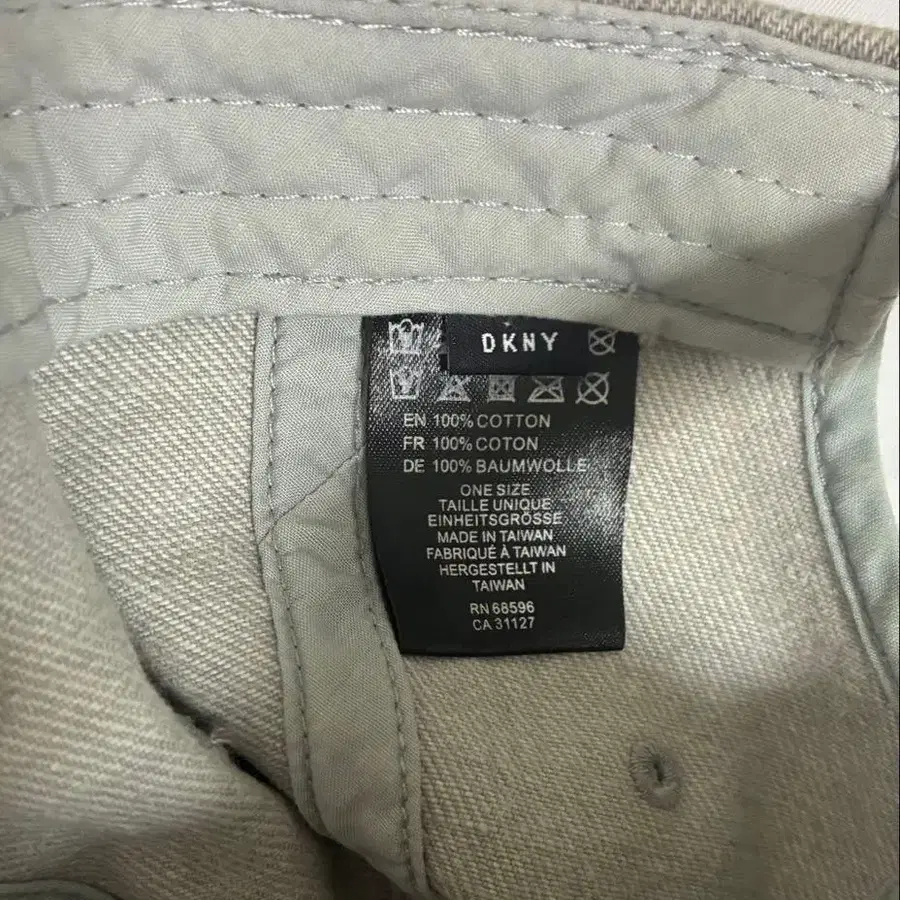 DKNY
EN 100% COTTON
FR 100% COTON
DE 100% BAUMWOLLE
ONE SIZE
TAILLE UNIQUE
EINHEITSGRÖSSE
MADE IN TAIWAN
FABRIQUÉ À TAIWAN
HERGESTELLT IN
TAIWAN
RN 68596
CA 31127